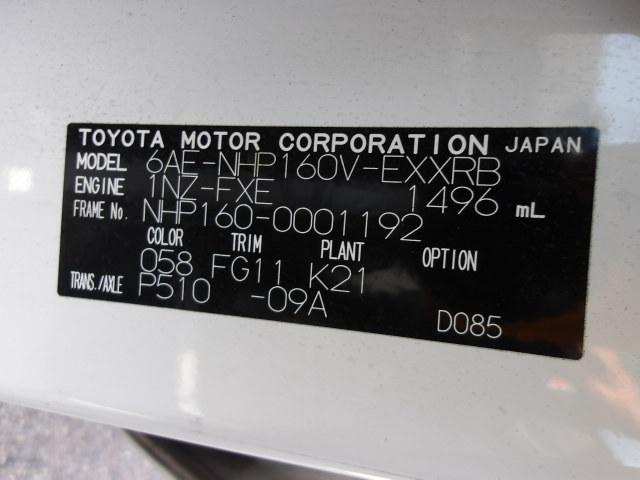 TOYOTA MOTOR CORPORATION JAPAN
MODEL 6AE-NHP160V-EXXRB
ENGINE 1NZ-FXE 1496 mL
FRAME No. NHP160-0001192
COLOR TRIM PLANT OPTION
058 FG11 K21
TRANS./AXLE P510 -09A
D085